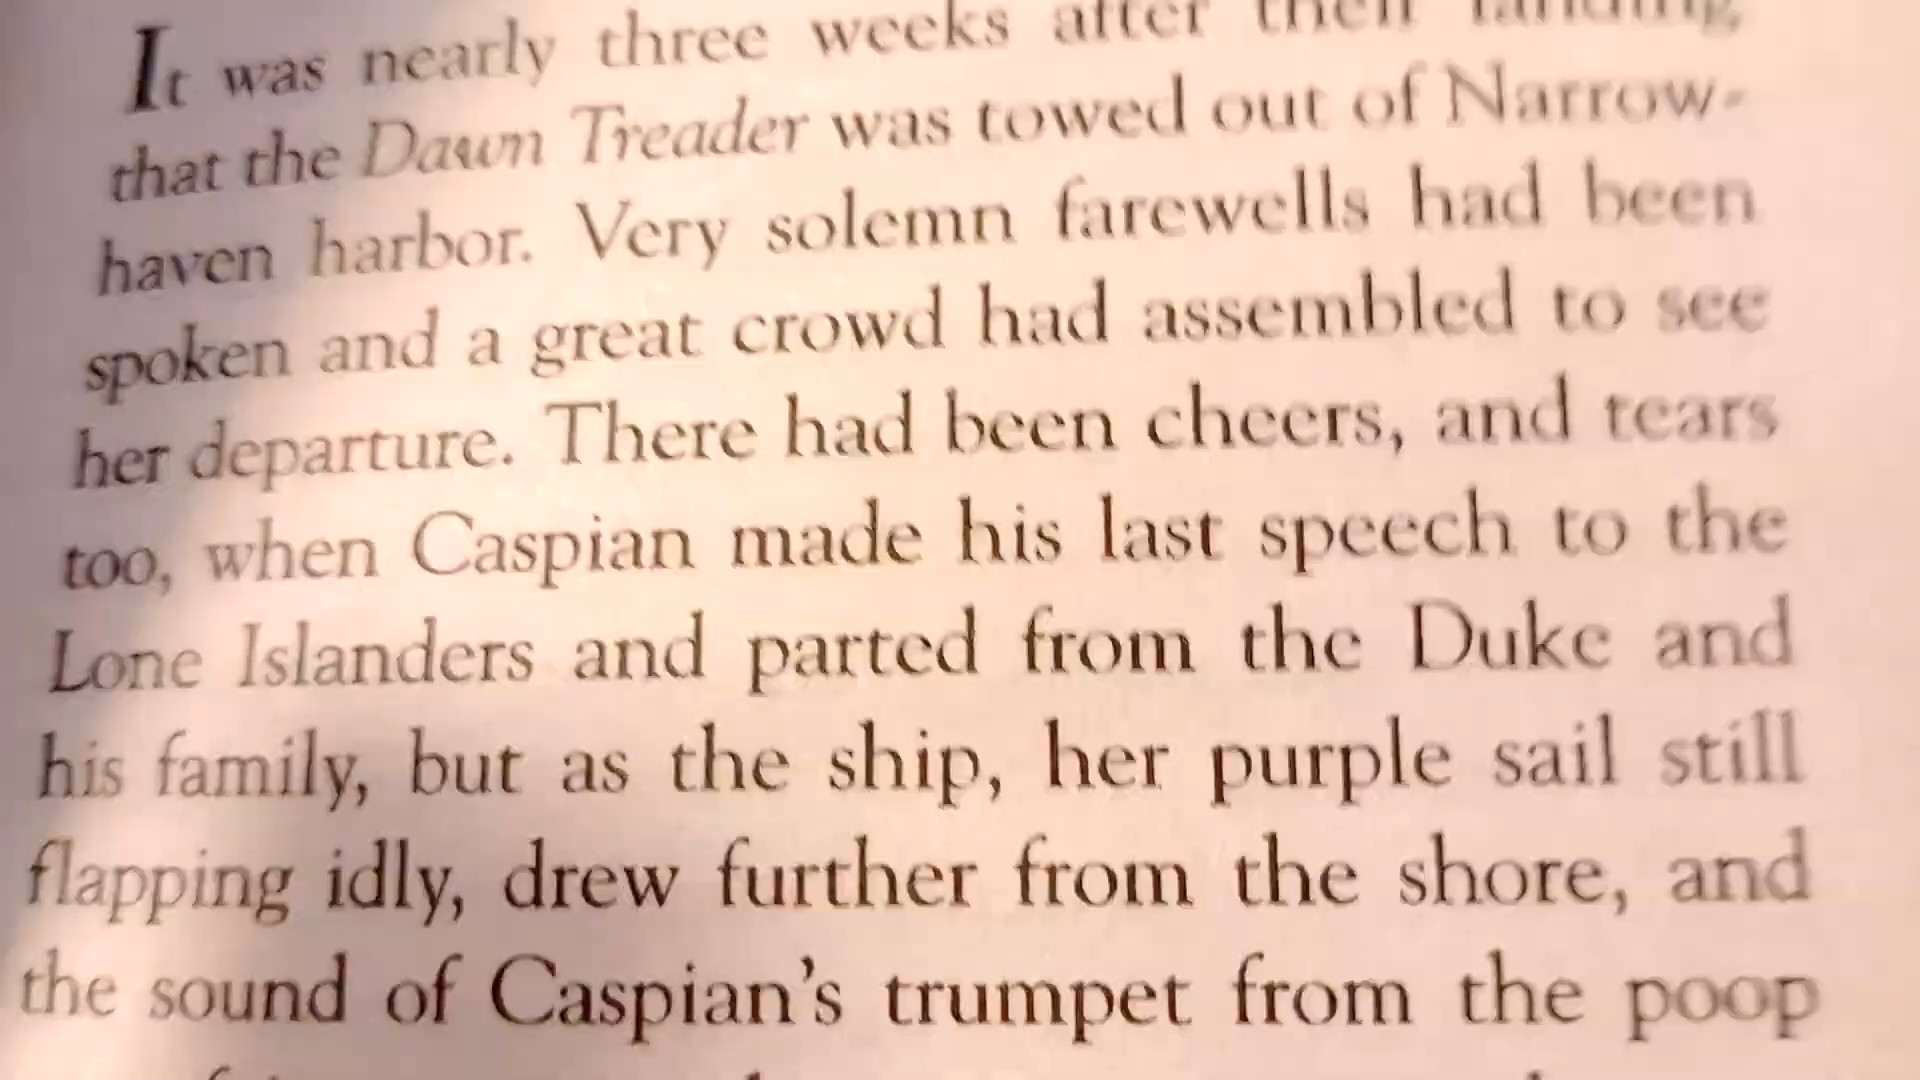 It was nearly three weeks after their landing
that the Dawn Treader was towed out of Narrow-
haven harbor. Very solemn farewells had been
spoken and a great crowd had assembled to see
her departure. There had been cheers, and tears
too, when Caspian made his last speech to the
Lone Islanders and parted from the Duke and
his family, but as the ship, her purple sail still
flapping idly, drew further from the shore, and
the sound of Caspian's trumpet from the poop